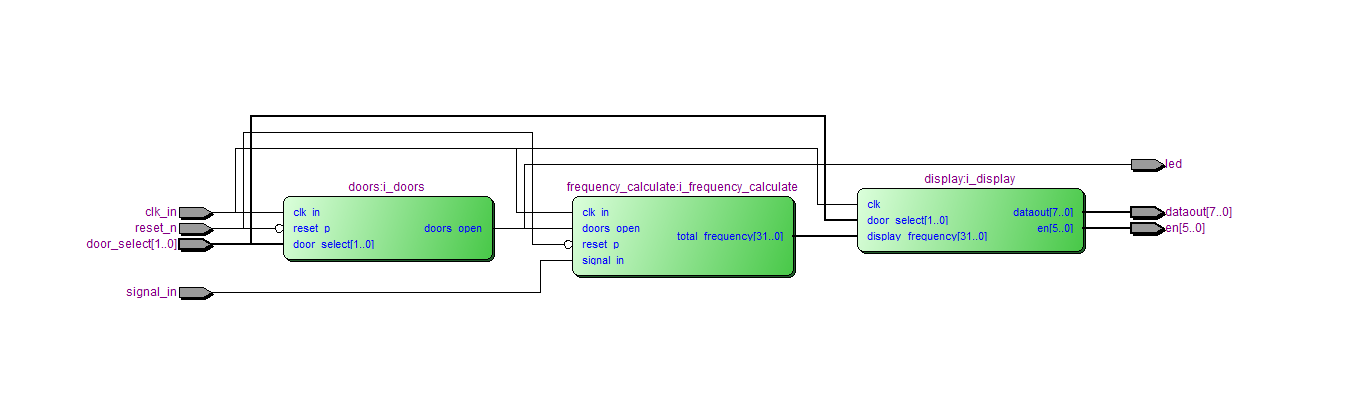 led
doors:i_doors
frequency_calculate:i_frequency_calculate
display:i_display
clk_in
reset_n
door_select[1..0]
signal_in
clk_in
reset_p
door_select[1..0]
doors_open
clk_in
doors_open
reset_p
signal_in
total_frequency[31..0]
clk
door_select[1..0]
display_frequency[31..0]
dataout[7..0]
en[5..0]
dataout[7..0]
en[5..0]